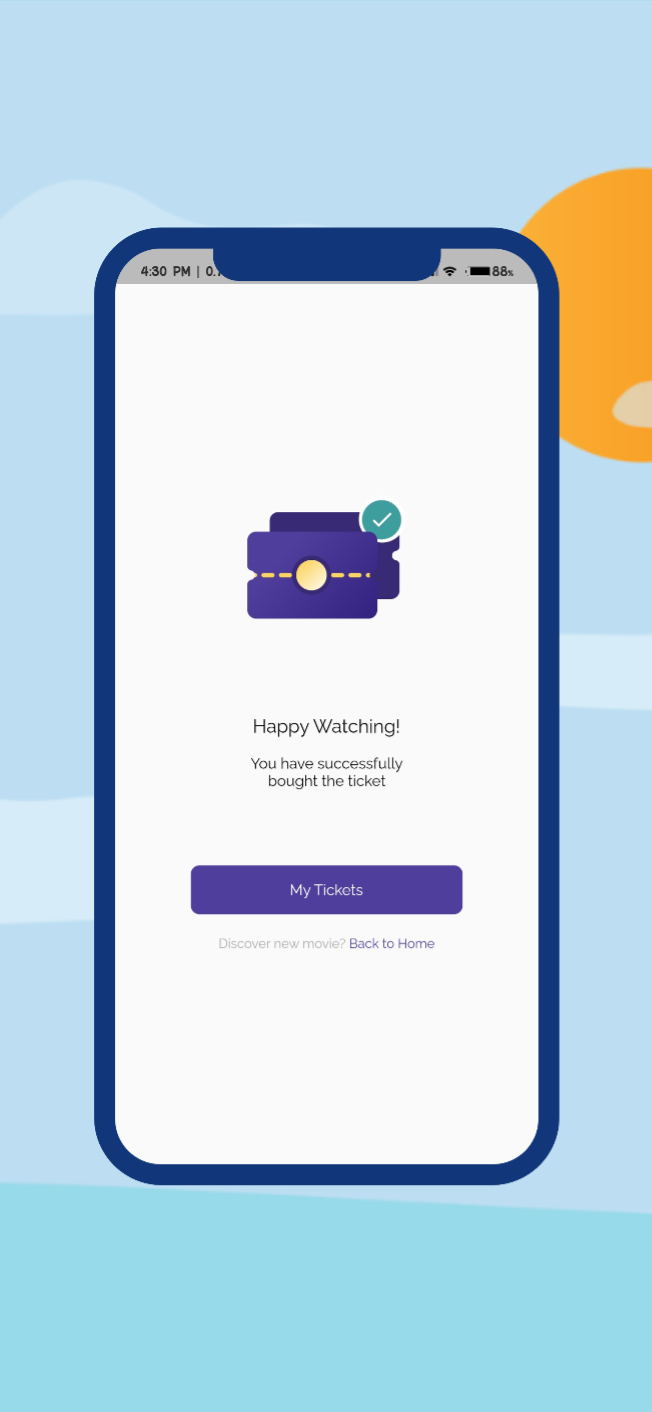 4:30 PM | 0.
88%
Happy Watching!
You have successfully
bought the ticket
My Tickets
Discover new movie? Back to Home